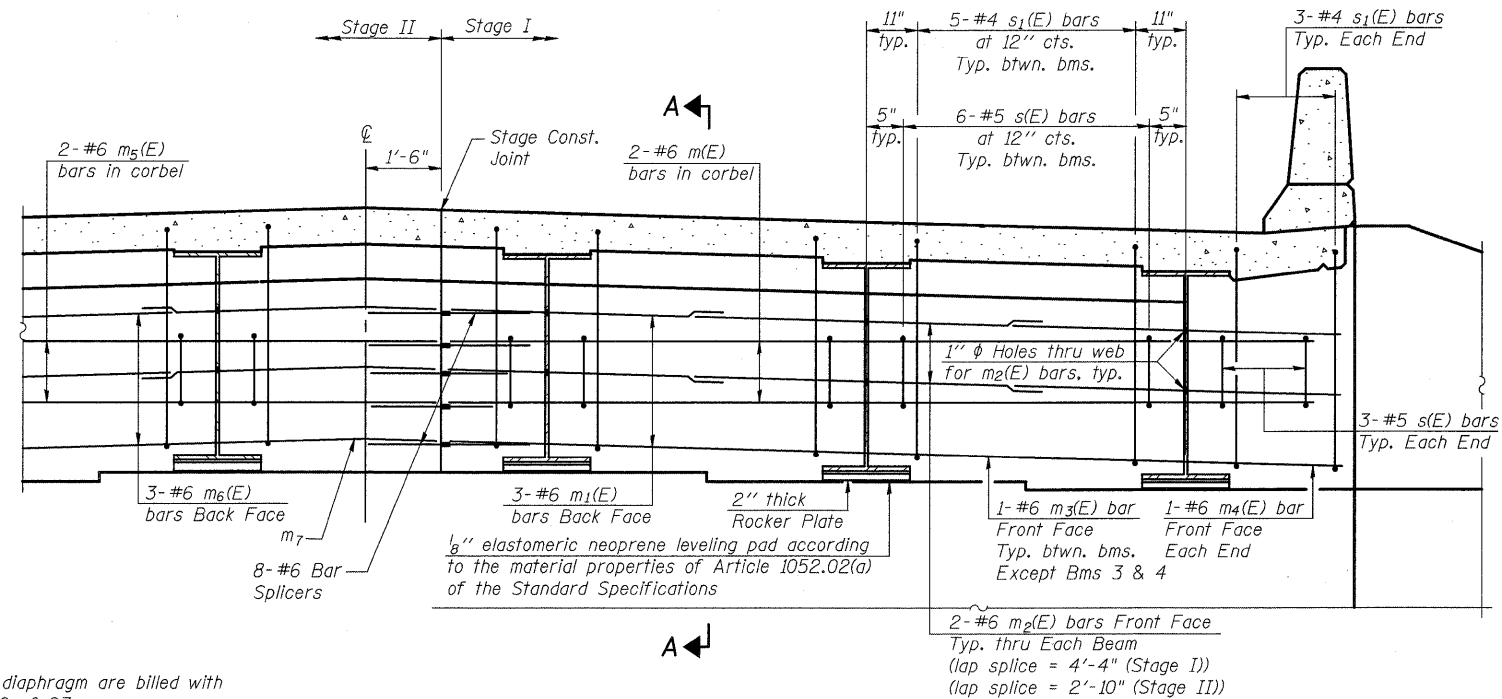 Stage II
Stage I
11"
typ.
5-#4 s1(E) bars
at 12" cts.
Typ. btwn. bms.
11"
typ.
3-#4 s1(E) bars
Typ. Each End
A
2-#6 m5(E)
bars in corbel
℄
1'-6"
Stage Const.
Joint
2-#6 m(E)
bars in corbel
5"
typ.
6-#5 s(E) bars
at 12" cts.
Typ. btwn. bms.
5"
typ.
1" ϕ Holes thru web
for m2(E) bars, typ.
3-#5 s(E) bars
Typ. Each End
3-#6 m6(E)
bars Back Face
m7
8-#6 Bar
Splicers
3-#6 m1(E)
bars Back Face
2" thick
Rocker Plate
1/8" elastomeric neoprene leveling pad according
to the material properties of Article 1052.02(a)
of the Standard Specifications
1-#6 m3(E) bar
Front Face
Typ. btwn. bms.
Except Bms 3 & 4
1-#6 m4(E) bar
Front Face
Each End
A
2-#6 m2(E) bars Front Face
Typ. thru Each Beam
(lap splice = 4'-4" (Stage I))
(lap splice = 2'-10" (Stage II))
diaphragm are billed with